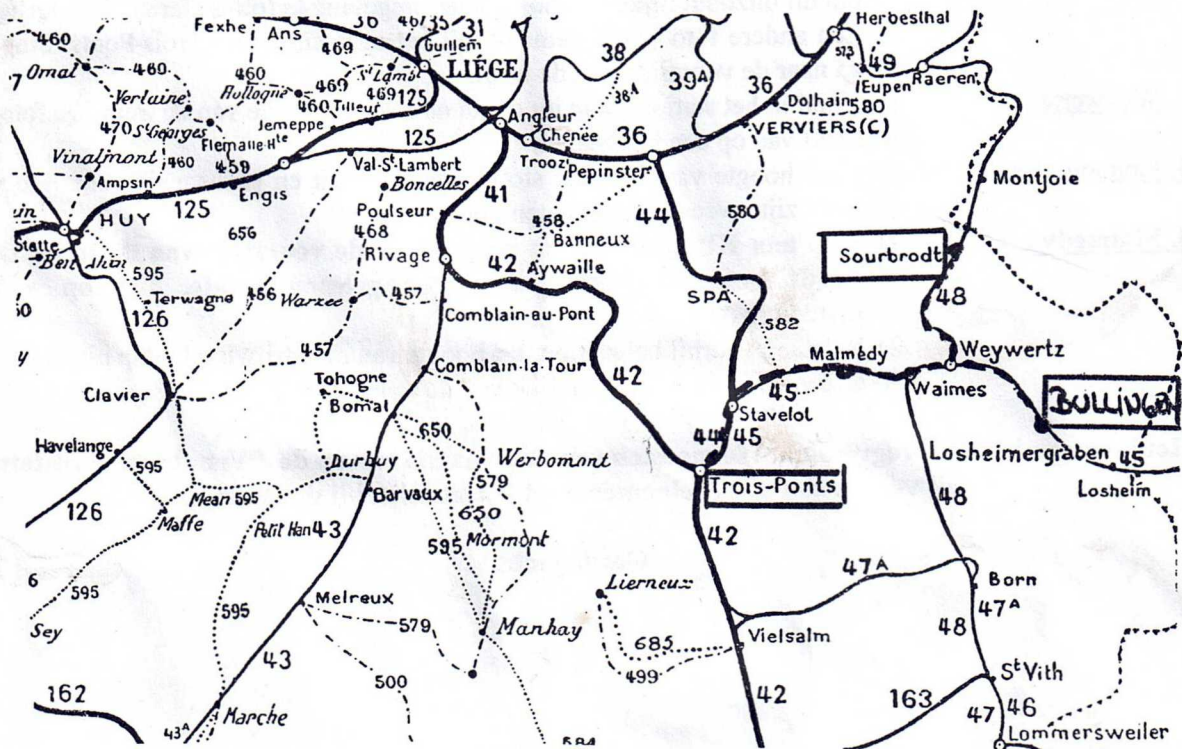 36 467 35 31
Fexhe Ans
460 469 Guillem
St Lamb LIÉGE
Omal 460 460 469 469 125
Hollogne
Verlaine 460 Tilleur
470 St Georges Jemeppe 125
Flemalle-Hte
Vinalmont 460 459
Ampsin Engis
125
HUY
Statte
595 656
Terwagne
126 466 Warzée 457
457
Clavier
Havelange 595
126 Mean 595
Maffe
6 595 595
Sey
162
43A Marche
Herbesthal
38 39A 36 513 49
38A Eupen Raeren
Dolhain 580
Angleur VERVIERS (C)
Chenée 36
Trooz Pepinster
Val-St-Lambert
Boncelles 41
Poulseur 458 44 580 Montjoie
468 Banneux
Rivage 42 Aywaille Sourbrodt
SPA 48
Comblain-au-Pont 582
Malmédy Weywertz
Comblain-la-Tour 42 45 Waimes
Tohogne Stavelot BULLINGEN
Bomal 650 44 45
Losheimergraben 45
Durbuy Werbomont Losheim
Barvaux 579 Trois-Ponts 48
Petit Han 43 650
595 Mormont 42
47A
Lierneux Born
47A
Melreux 579 Manhay 48
Vielsalm
685
43 499
500 St Vith
42 163
47 46
Lommersweiler
584